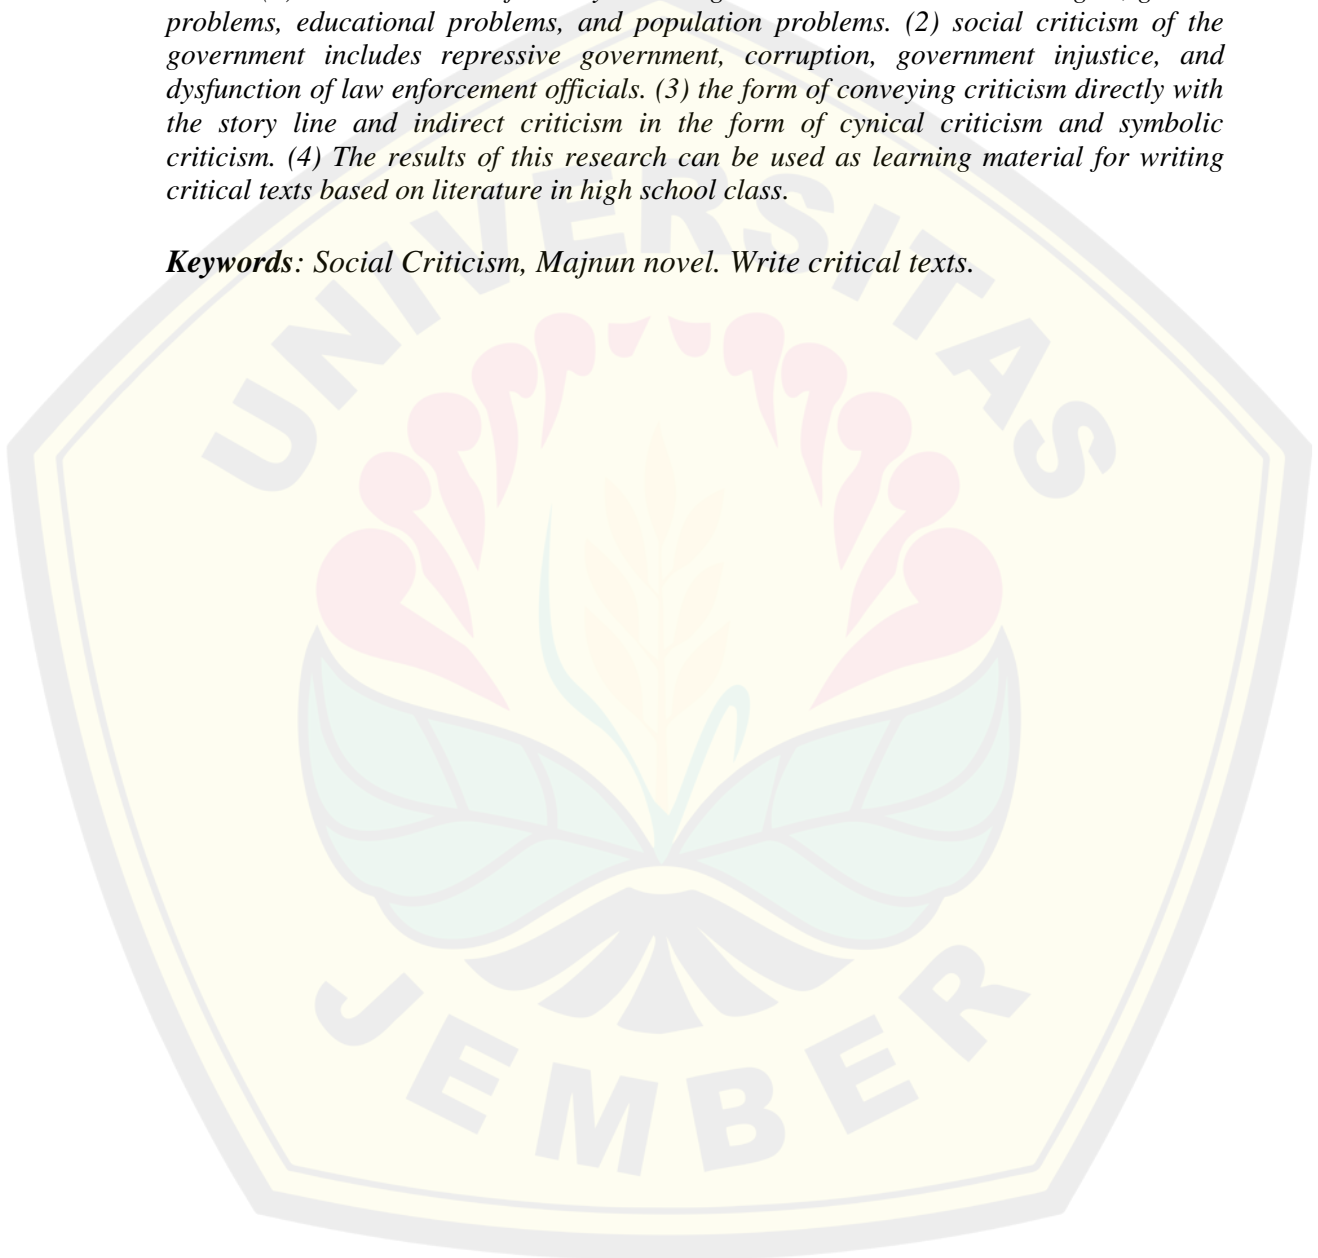 problems, educational problems, and population problems. (2) social criticism of the
government includes repressive government, corruption, government injustice, and
dysfunction of law enforcement officials. (3) the form of conveying criticism directly with
the story line and indirect criticism in the form of cynical criticism and symbolic
criticism. (4) The results of this research can be used as learning material for writing
critical texts based on literature in high school class.
Keywords: Social Criticism, Majnun novel. Write critical texts.
UNIVERSITAS
JEMBER